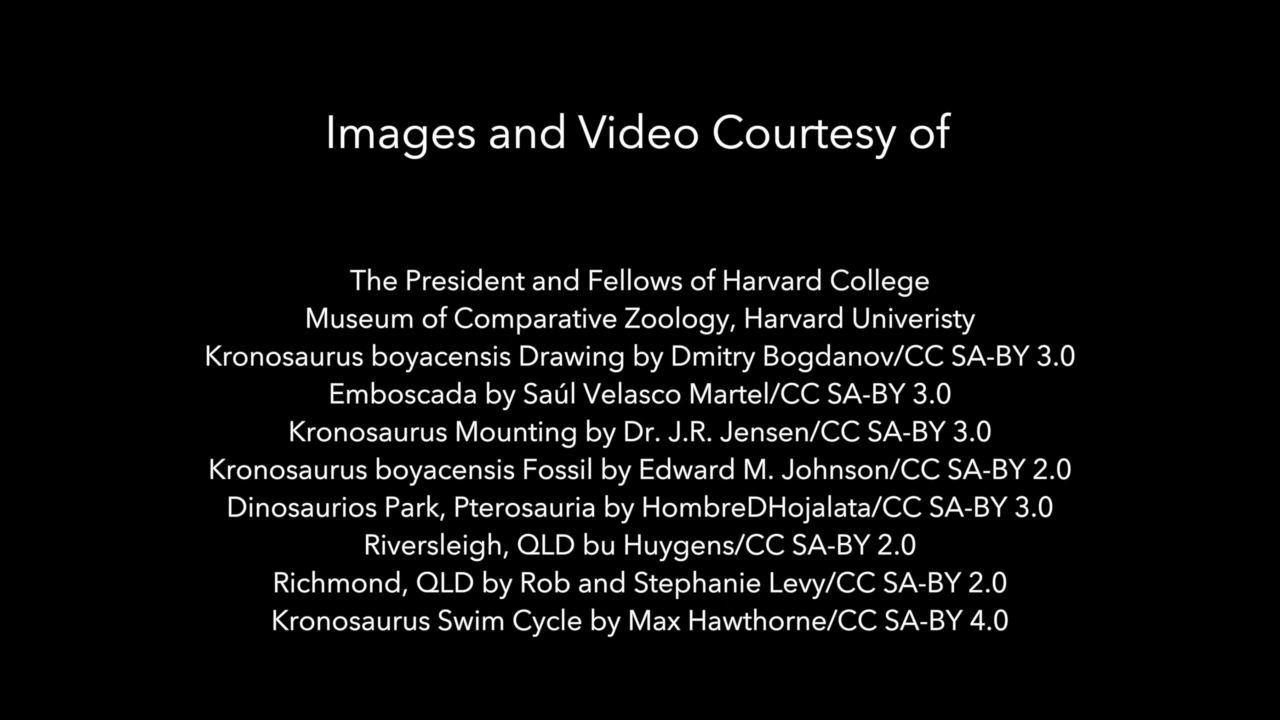 Images and Video Courtesy of
The President and Fellows of Harvard College
Museum of Comparative Zoology, Harvard Univeristy
Kronosaurus boyacensis Drawing by Dmitry Bogdanov/CC SA-BY 3.0
Emboscada by Saúl Velasco Martel/CC SA-BY 3.0
Kronosaurus Mounting by Dr. J.R. Jensen/CC SA-BY 3.0
Kronosaurus boyacensis Fossil by Edward M. Johnson/CC SA-BY 2.0
Dinosaurios Park, Pterosauria by HombreDHojalata/CC SA-BY 3.0
Riversleigh, QLD bu Huygens/CC SA-BY 2.0
Richmond, QLD by Rob and Stephanie Levy/CC SA-BY 2.0
Kronosaurus Swim Cycle by Max Hawthorne/CC SA-BY 4.0